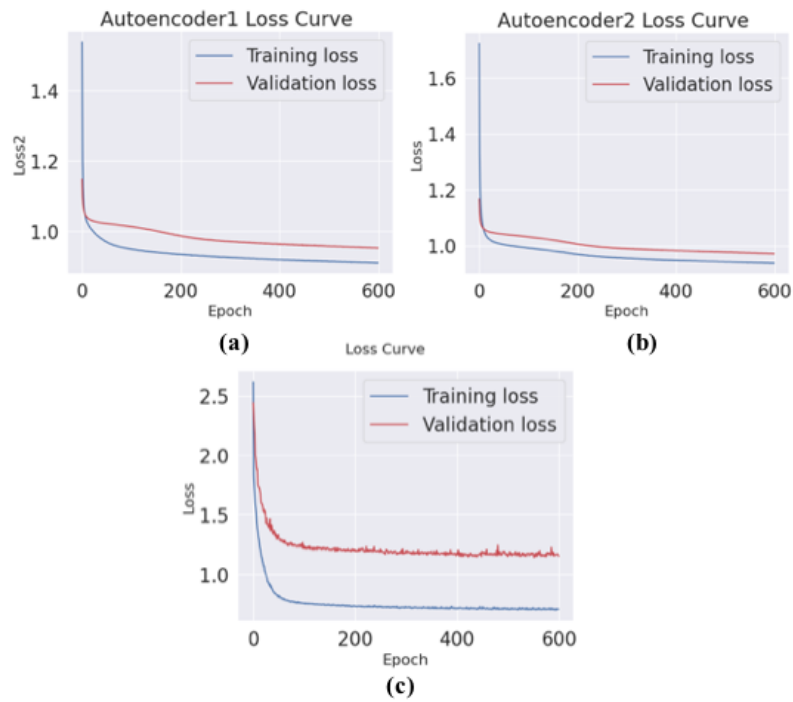 Autoencoder1 Loss Curve
Training loss
Validation loss
Loss2
1.4
1.2
1.0
0 200 400 600
Epoch
(a)
Autoencoder2 Loss Curve
Training loss
Validation loss
Loss
1.6
1.4
1.2
1.0
0 200 400 600
Epoch
(b)
Loss Curve
Training loss
Validation loss
Loss
2.5
2.0
1.5
1.0
0 200 400 600
Epoch
(c)